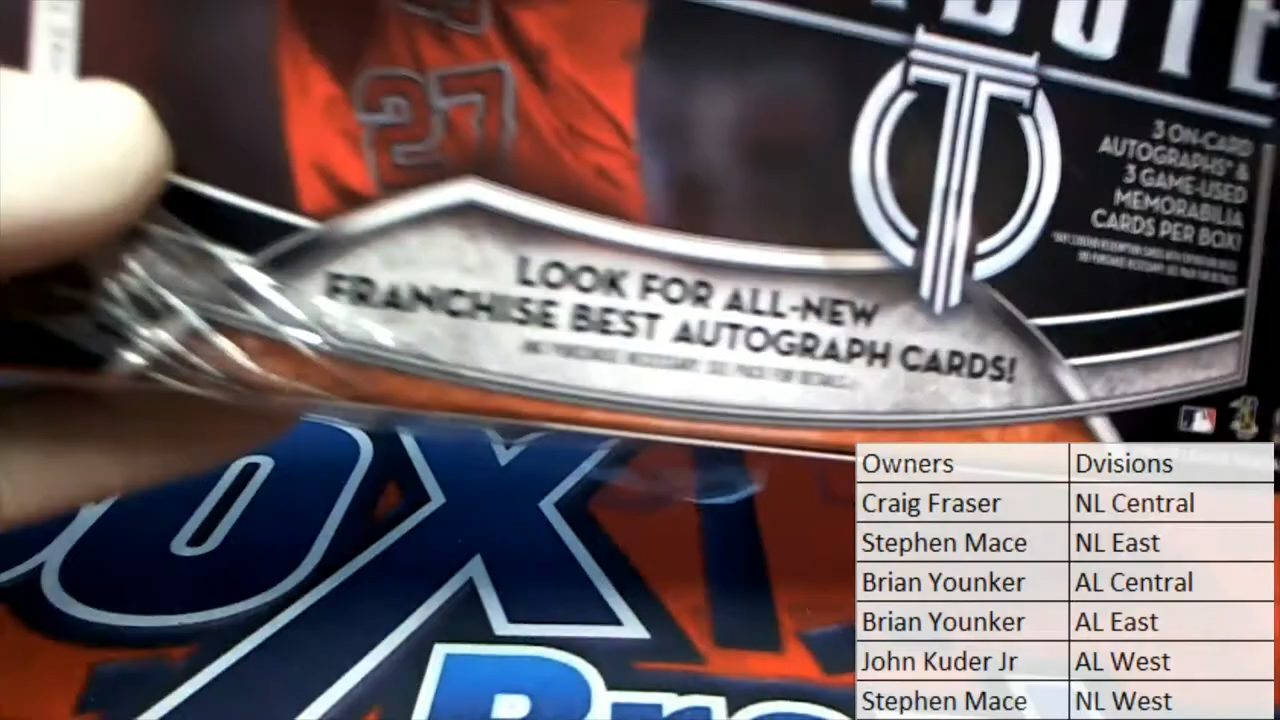 27
3 ON-CARD
AUTOGRAPHS* &
3 GAME-USED
MEMORABILIA
CARDS PER BOX!
LOOK FOR ALL-NEW
FRANCHISE BEST AUTOGRAPH CARDS!
Owners Dvisions
Craig Fraser NL Central
Stephen Mace NL East
Brian Younker AL Central
Brian Younker AL East
John Kuder Jr AL West
Stephen Mace NL West